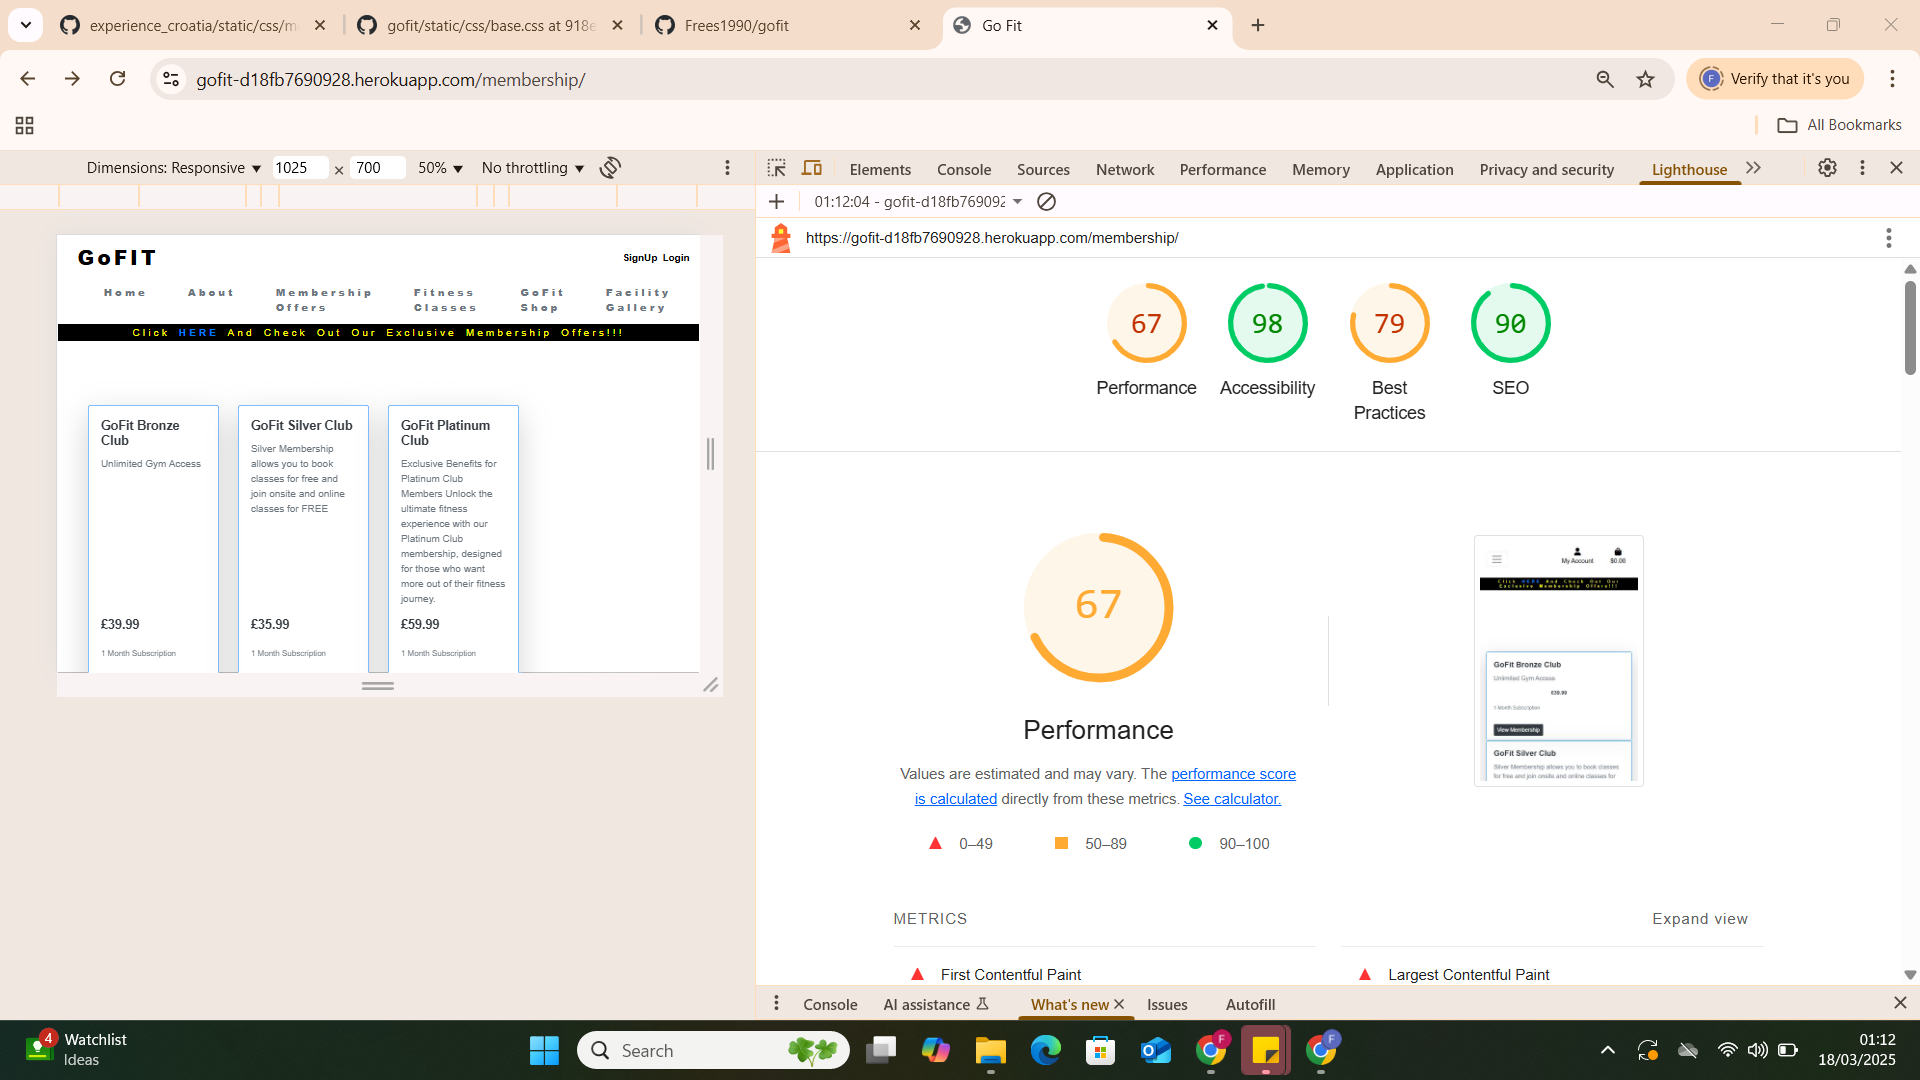 experience_croatia/static/css/m
gofit/static/css/base.css at 918e
Frees1990/gofit
Go Fit
gofit-d18fb7690928.herokuapp.com/membership/
Verify that it's you
All Bookmarks
Dimensions: Responsive
1025
×
700
50%
No throttling
Elements
Console
Sources
Network
Performance
Memory
Application
Privacy and security
Lighthouse
01:12:04 - gofit-d18fb769092
https://gofit-d18fb7690928.herokuapp.com/membership/
GoFIT
SignUp Login
Home
About
Membership
Offers
Fitness
Classes
GoFit
Shop
Facility
Gallery
Click HERE And Check Out Our Exclusive Membership Offers!!!
GoFit Bronze
Club
Unlimited Gym Access
£39.99
1 Month Subscription
GoFit Silver Club
Silver Membership
allows you to book
classes for free and
join onsite and online
classes for FREE
£35.99
1 Month Subscription
GoFit Platinum
Club
Exclusive Benefits for
Platinum Club
Members Unlock the
ultimate fitness
experience with our
Platinum Club
membership, designed
for those who want
more out of their fitness
journey.
£59.99
1 Month Subscription
67
Performance
98
Accessibility
79
Best
Practices
90
SEO
67
Performance
Values are estimated and may vary. The performance score
is calculated directly from these metrics. See calculator.
0–49
50–89
90–100
My Account
$0.00
Click HERE And Check Out Our
Exclusive Membership Offers!!!
GoFit Bronze Club
Unlimited Gym Access
£39.99
1 Month Subscription
View Membership
GoFit Silver Club
Silver Membership allows you to book classes
for free and join onsite and online classes for
METRICS
Expand view
First Contentful Paint
Largest Contentful Paint
Console
AI assistance
What's new
Issues
Autofill
4
Watchlist
Ideas
Search
F
F
01:12
18/03/2025